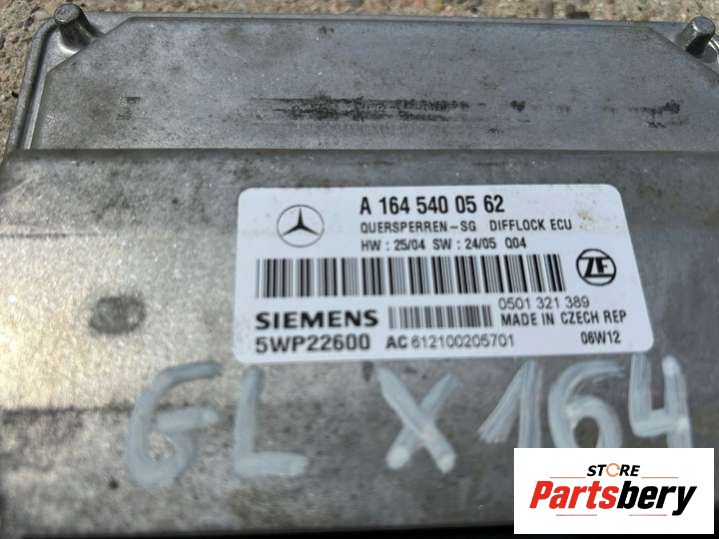 A 164 540 05 62
QUERSPERREN-SG DIFFLOCK ECU
HW : 25/04 SW : 24/05 Q04
ZF
0501 321 389
SIEMENS
MADE IN CZECH REP
5WP22600 AC 612100205701 06W12
GL X164
STORE
Partsbery